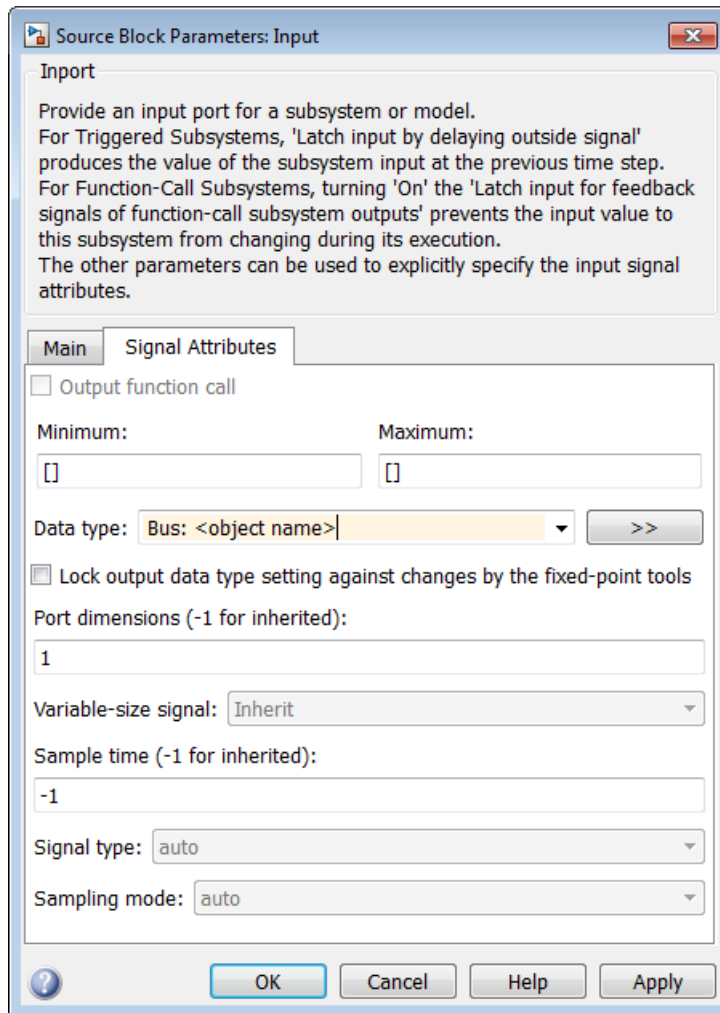 Source Block Parameters: Input
Inport
Provide an input port for a subsystem or model.
For Triggered Subsystems, 'Latch input by delaying outside signal'
produces the value of the subsystem input at the previous time step.
For Function-Call Subsystems, turning 'On' the 'Latch input for feedback
signals of function-call subsystem outputs' prevents the input value to
this subsystem from changing during its execution.
The other parameters can be used to explicitly specify the input signal
attributes.
Main Signal Attributes
Output function call
Minimum: Maximum:
[] []
Data type: Bus: <object name> >>
Lock output data type setting against changes by the fixed-point tools
Port dimensions (-1 for inherited):
1
Variable-size signal: Inherit
Sample time (-1 for inherited):
-1
Signal type: auto
Sampling mode: auto
? OK Cancel Help Apply